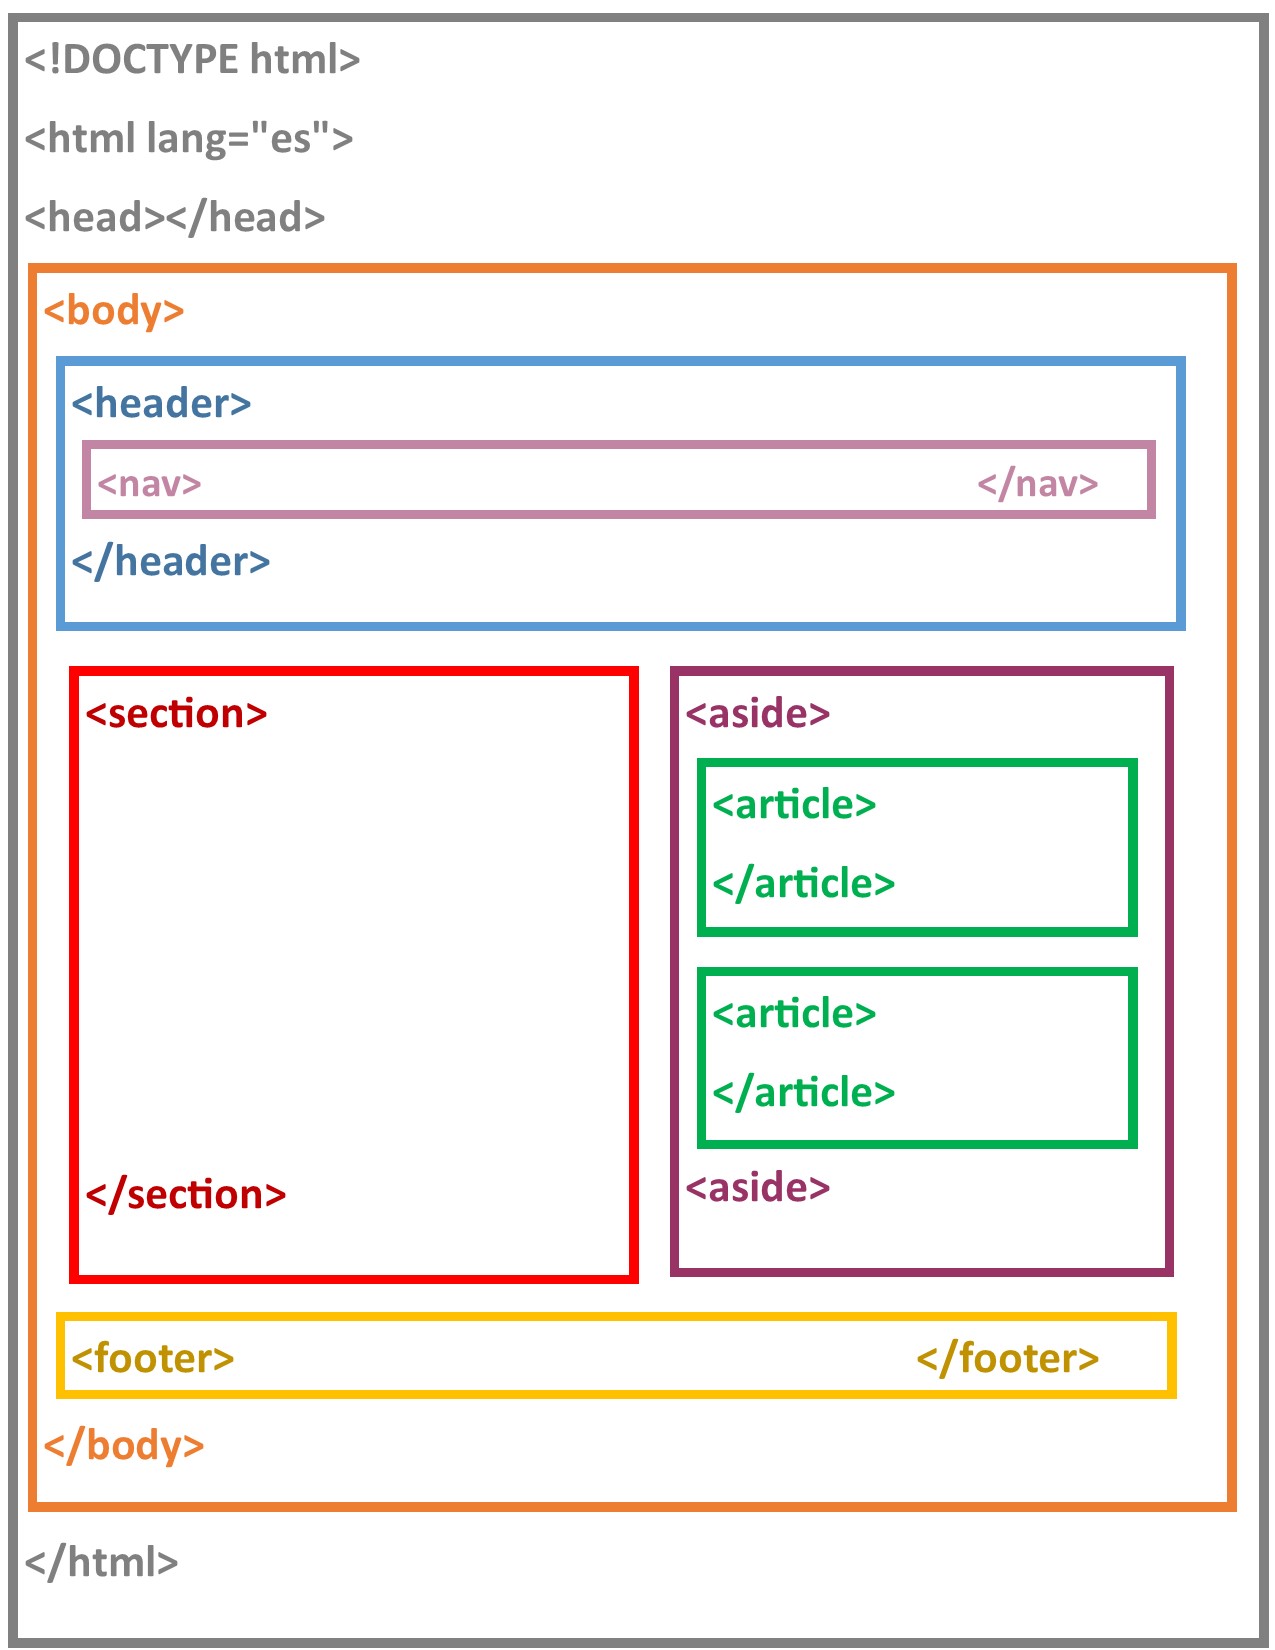 <!DOCTYPE html>
<html lang="es">
<head></head>
<body>
<header>
<nav> </nav>
</header>
<section>
</section>
<aside>
<article>
</article>
<article>
</article>
<aside>
<footer> </footer>
</body>
</html>